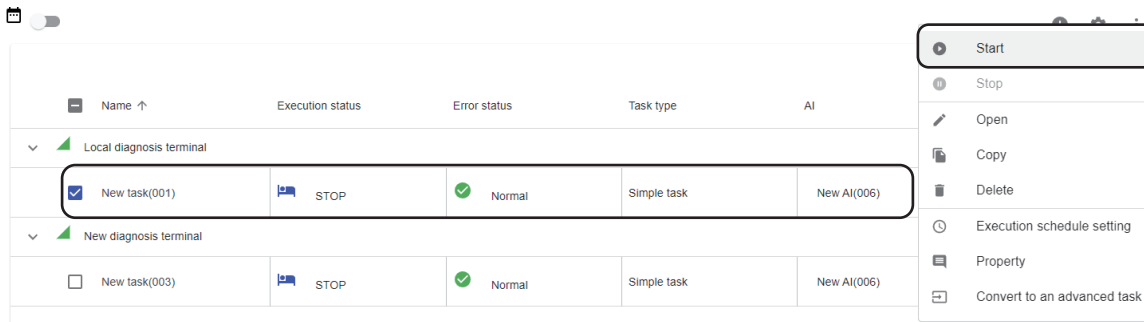 Start
Stop
Name Execution status Error status Task type AI
Open
Local diagnosis terminal
Copy
New task(001) STOP Normal Simple task New AI(006)
Delete
Execution schedule setting
New diagnosis terminal
Property
New task(003) STOP Normal Simple task New AI(006)
Convert to an advanced task